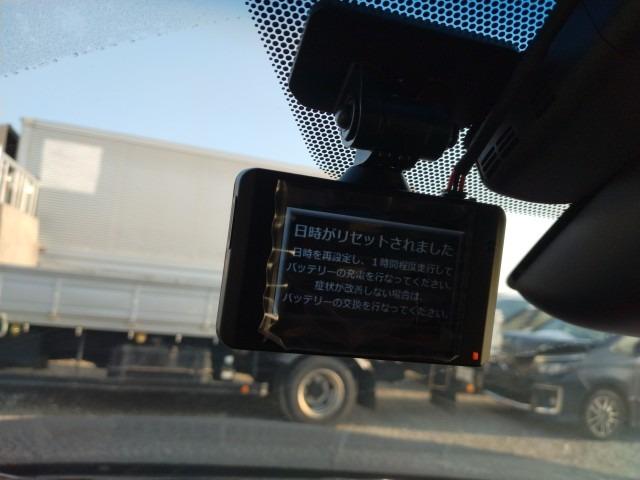 日時がリセットされました
日時を再設定し、1時間程度走行して
バッテリーの充電を行なってください。
症状が改善しない場合は、
バッテリーの交換を行なってください。